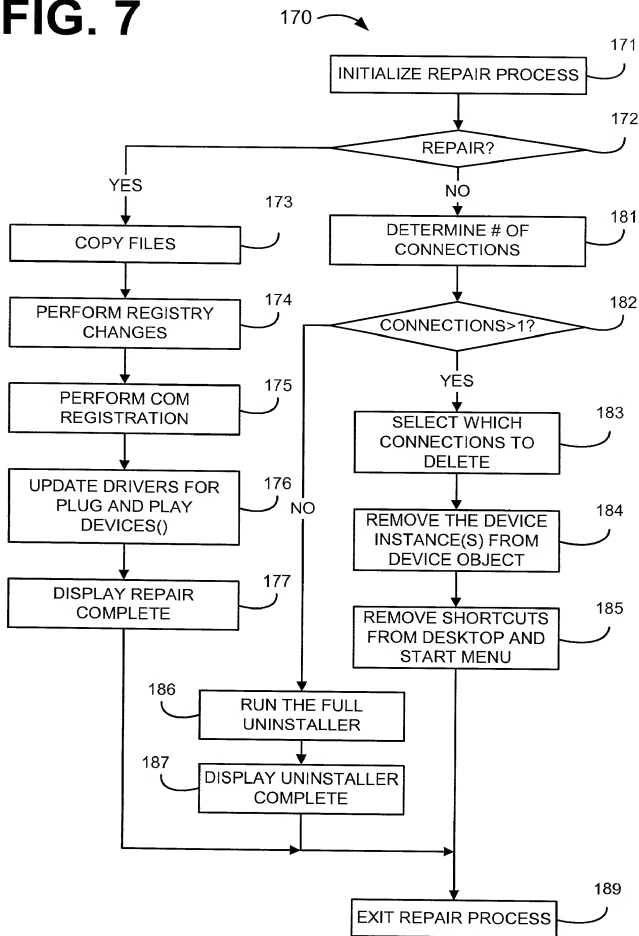 FIG. 7
170
171
INITIALIZE REPAIR PROCESS
172
REPAIR?
YES
NO
173
COPY FILES
181
DETERMINE # OF
CONNECTIONS
174
PERFORM REGISTRY
CHANGES
182
CONNECTIONS>1?
YES
175
PERFORM COM
REGISTRATION
183
SELECT WHICH
CONNECTIONS TO
DELETE
176
UPDATE DRIVERS FOR
PLUG AND PLAY
DEVICES()
NO
184
REMOVE THE DEVICE
INSTANCE(S) FROM
DEVICE OBJECT
177
DISPLAY REPAIR
COMPLETE
185
REMOVE SHORTCUTS
FROM DESKTOP AND
START MENU
186
RUN THE FULL
UNINSTALLER
187
DISPLAY UNINSTALLER
COMPLETE
189
EXIT REPAIR PROCESS